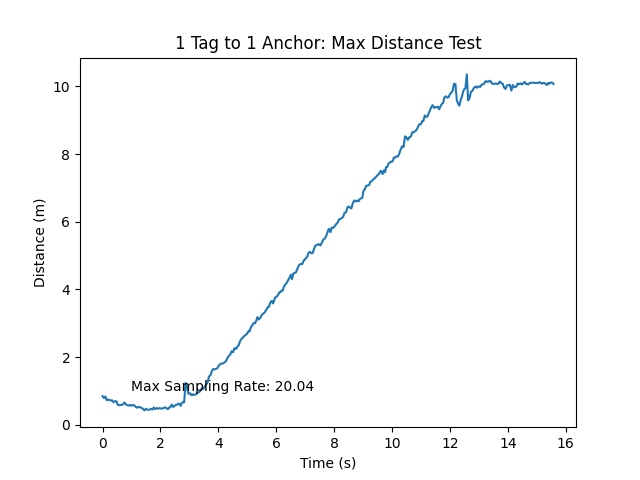 1 Tag to 1 Anchor: Max Distance Test
10
8
6
4
2
0
Distance (m)
Max Sampling Rate: 20.04
0 2 4 6 8 10 12 14 16
Time (s)